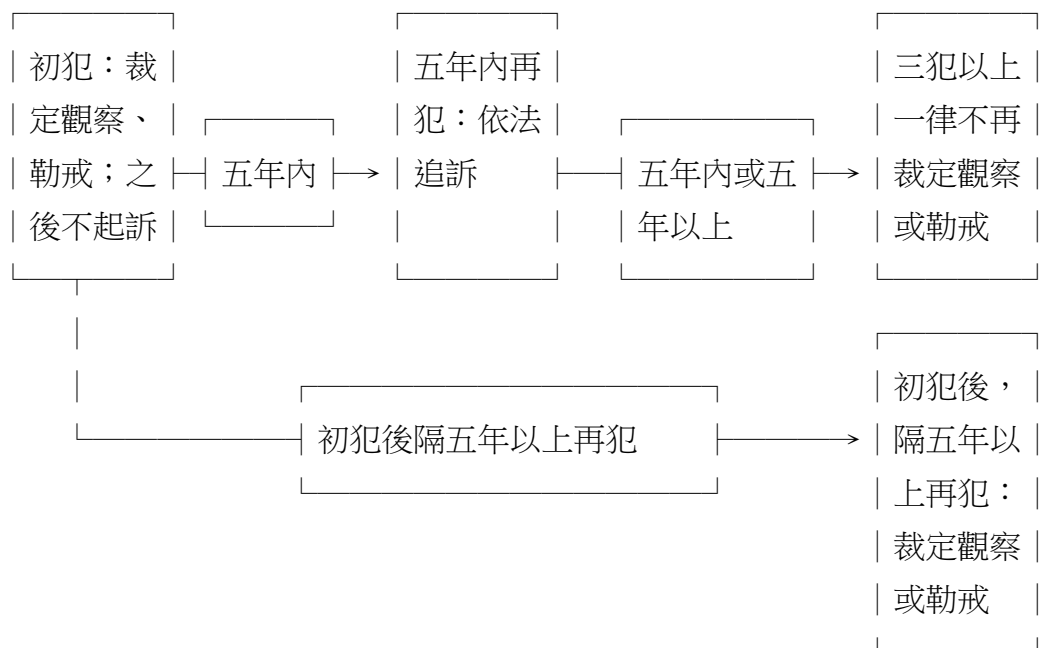 初犯：裁
定觀察、
勒戒；之
後不起訴
五年內
五年內再
犯：依法
追訴
五年內或五
年以上
三犯以上
一律不再
裁定觀察
或勒戒
初犯後隔五年以上再犯
初犯後，
隔五年以
上再犯：
裁定觀察
或勒戒